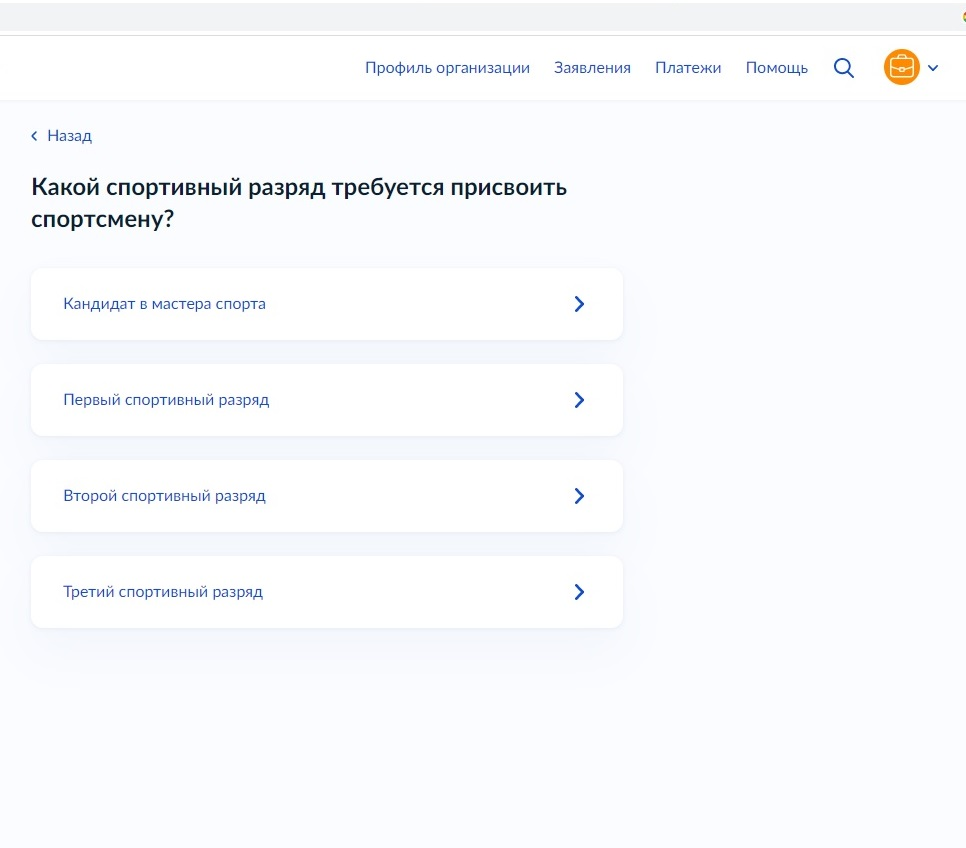 Профиль организации Заявления Платежи Помощь
Назад
Какой спортивный разряд требуется присвоить
спортсмену?
Кандидат в мастера спорта
Первый спортивный разряд
Второй спортивный разряд
Третий спортивный разряд